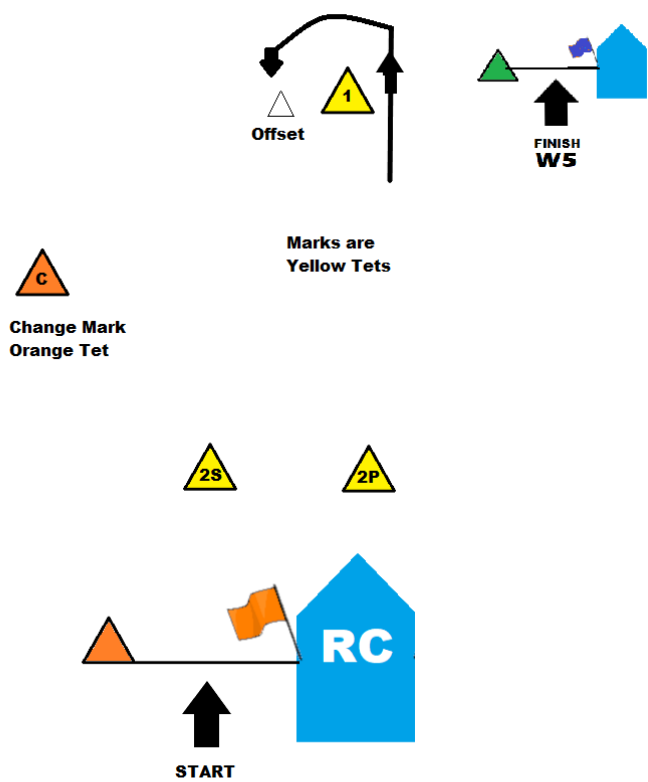 1
Offset
FINISH
W5
Marks are
Yellow Tets
C
Change Mark
Orange Tet
2S
2P
RC
START